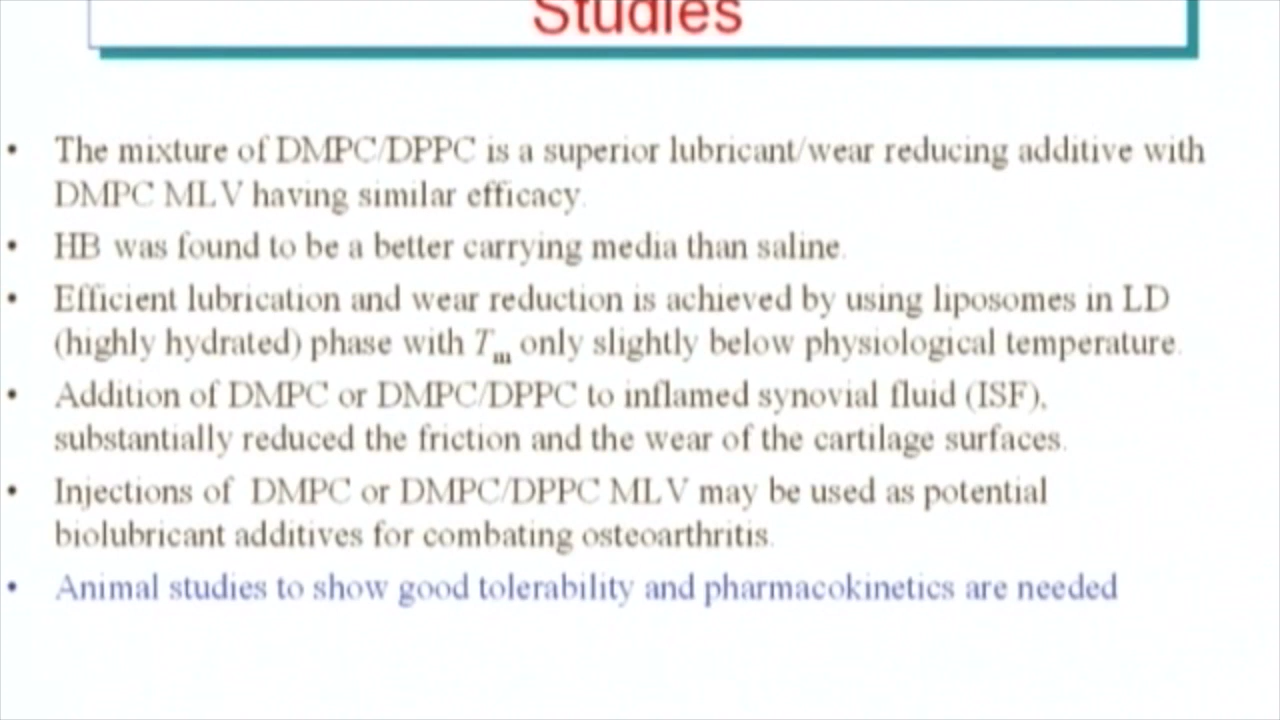 Studies
• The mixture of DMPC/DPPC is a superior lubricant/wear reducing additive with
DMPC MLV having similar efficacy.
• HB was found to be a better carrying media than saline.
• Efficient lubrication and wear reduction is achieved by using liposomes in LD
(highly hydrated) phase with Tm only slightly below physiological temperature.
• Addition of DMPC or DMPC/DPPC to inflamed synovial fluid (ISF),
substantially reduced the friction and the wear of the cartilage surfaces.
• Injections of DMPC or DMPC/DPPC MLV may be used as potential
biolubricant additives for combating osteoarthritis.
• Animal studies to show good tolerability and pharmacokinetics are needed